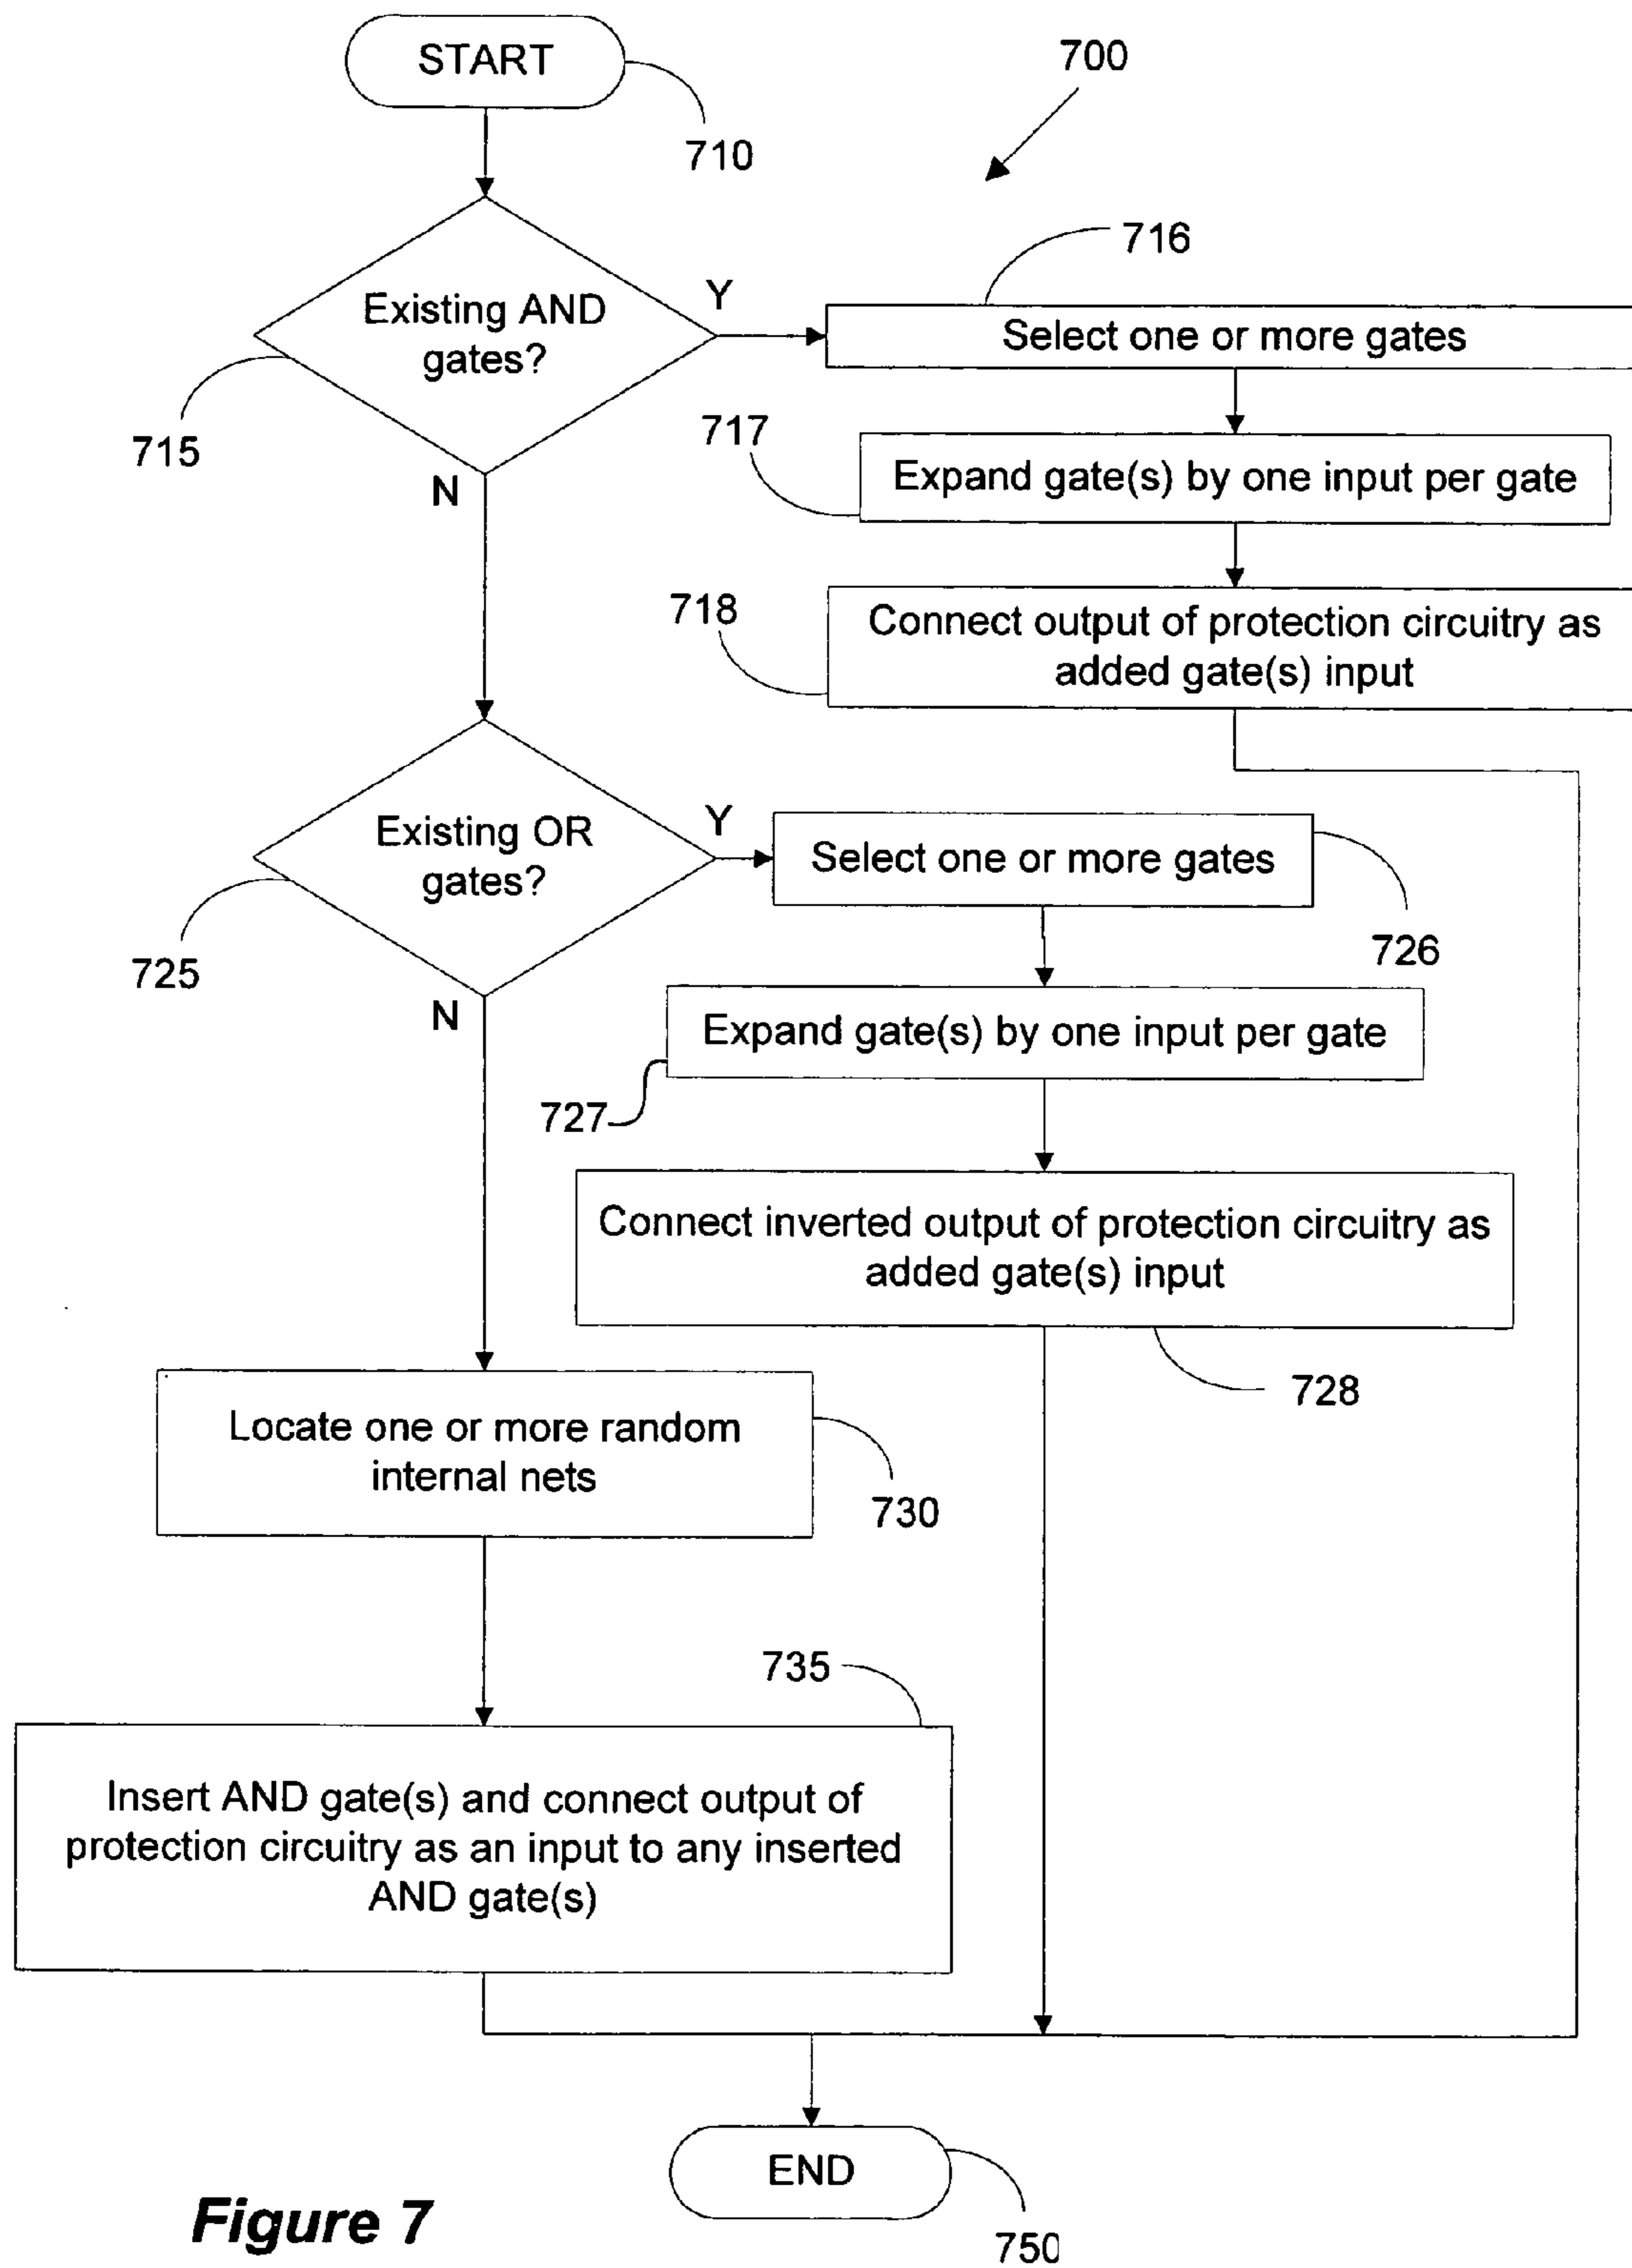 START
700
710
716
Existing AND
gates?
Y
Select one or more gates
715
717
N
Expand gate(s) by one input per gate
718
Connect output of protection circuitry as
added gate(s) input
Existing OR
gates?
Y
Select one or more gates
725
726
N
Expand gate(s) by one input per gate
727
Connect inverted output of protection circuitry as
added gate(s) input
728
Locate one or more random
internal nets
730
735
Insert AND gate(s) and connect output of
protection circuitry as an input to any inserted
AND gate(s)
END
Figure 7
750